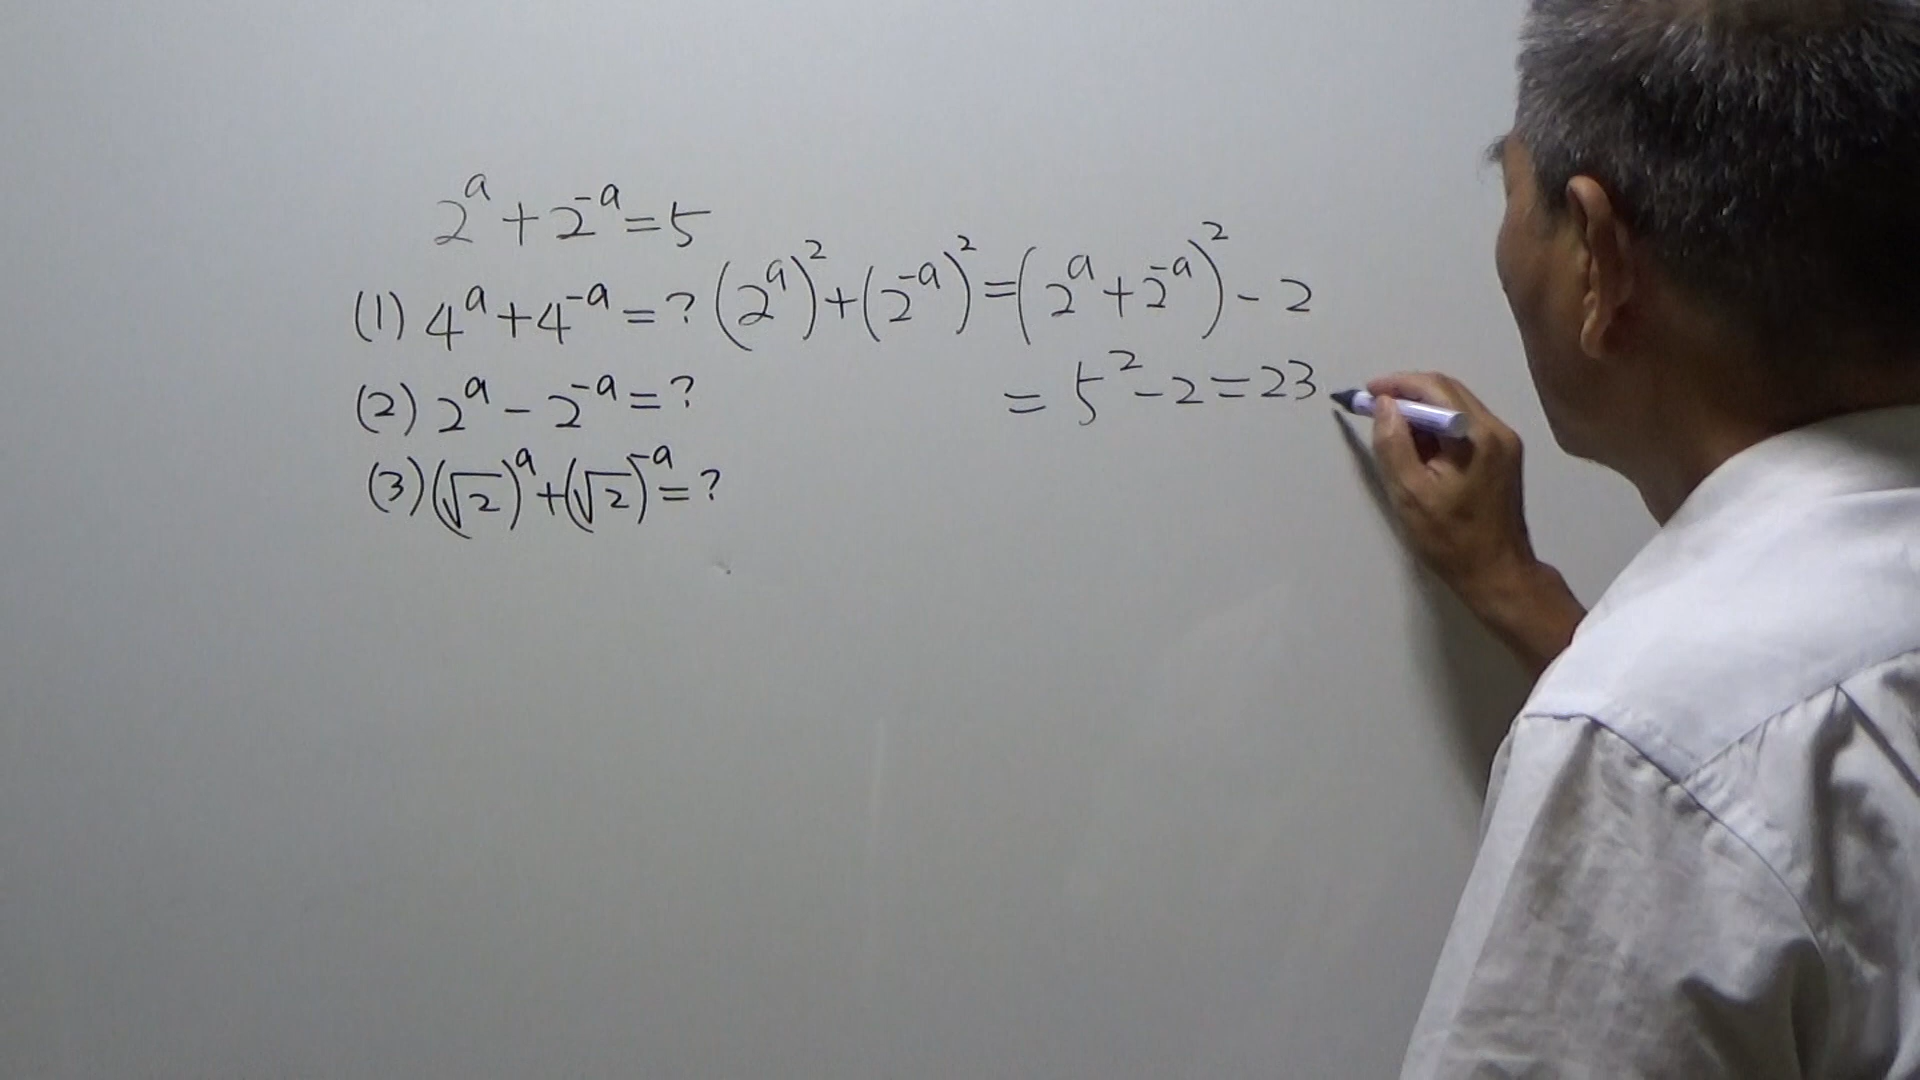 2^a + 2^-a = 5
(1) 4^a + 4^-a = ? (2^a)^2 + (2^-a)^2 = (2^a + 2^-a)^2 - 2
= 5^2 - 2 = 23
(2) 2^a - 2^-a = ?
(3) (√2)^a + (√2)^-a = ?